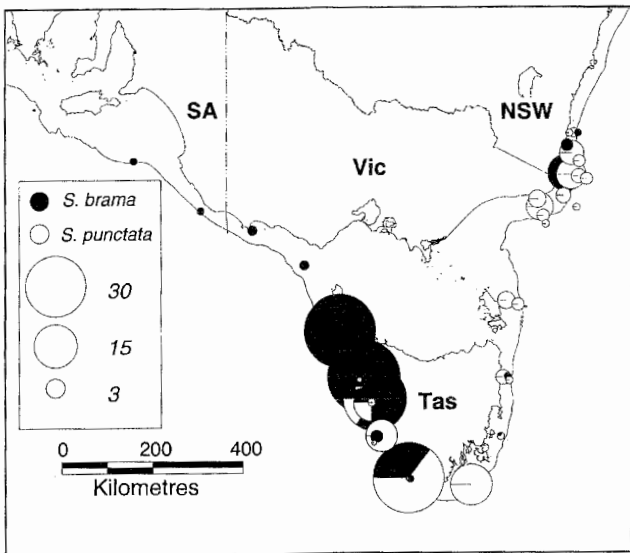 SA
NSW
Vic
S. brama
S. punctata
30
15
3
Tas
0 200 400
Kilometres